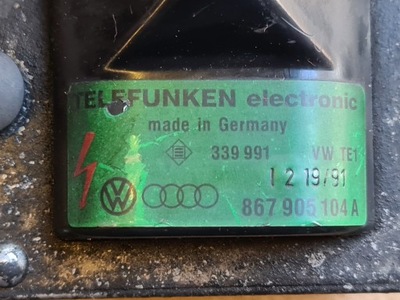 TELEFUNKEN electronic
made in Germany
339 991 VW TE1
1 2 19/91
867 905 104 A